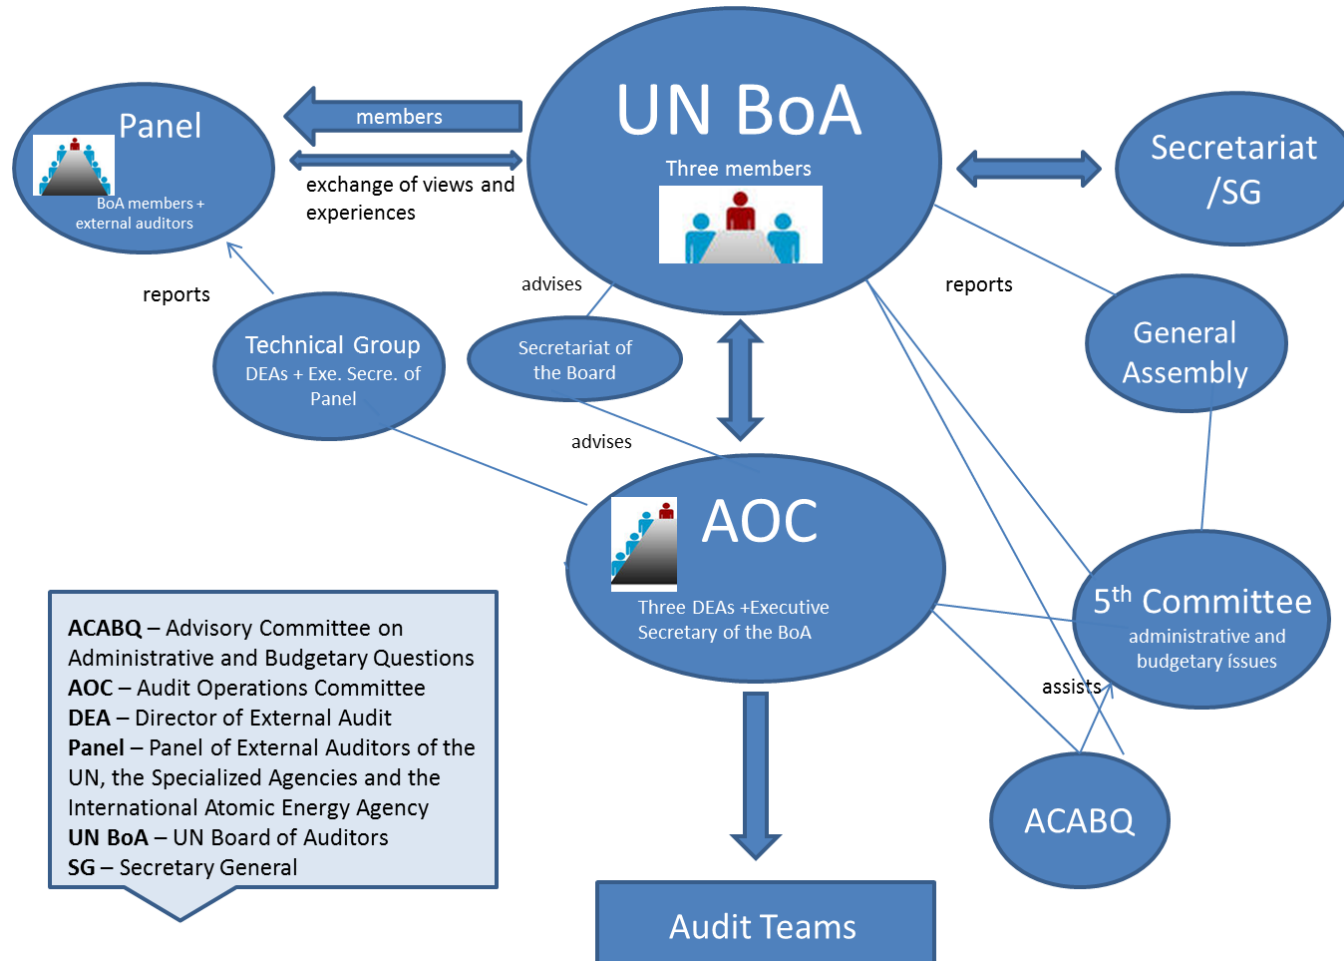 UN BoA
Three members
Panel
BoA members +
external auditors
members
exchange of views and
experiences
Secretariat
/SG
reports
advises
reports
General
Assembly
Technical Group
DEAs + Exe. Secre. of
Panel
Secretariat of
the Board
advises
AOC
Three DEAs +Executive
Secretary of the BoA
5th Committee
administrative and
budgetary íssues
assists
ACABQ
Audit Teams
ACABQ – Advisory Committee on
Administrative and Budgetary Questions
AOC – Audit Operations Committee
DEA – Director of External Audit
Panel – Panel of External Auditors of the
UN, the Specialized Agencies and the
International Atomic Energy Agency
UN BoA – UN Board of Auditors
SG – Secretary General